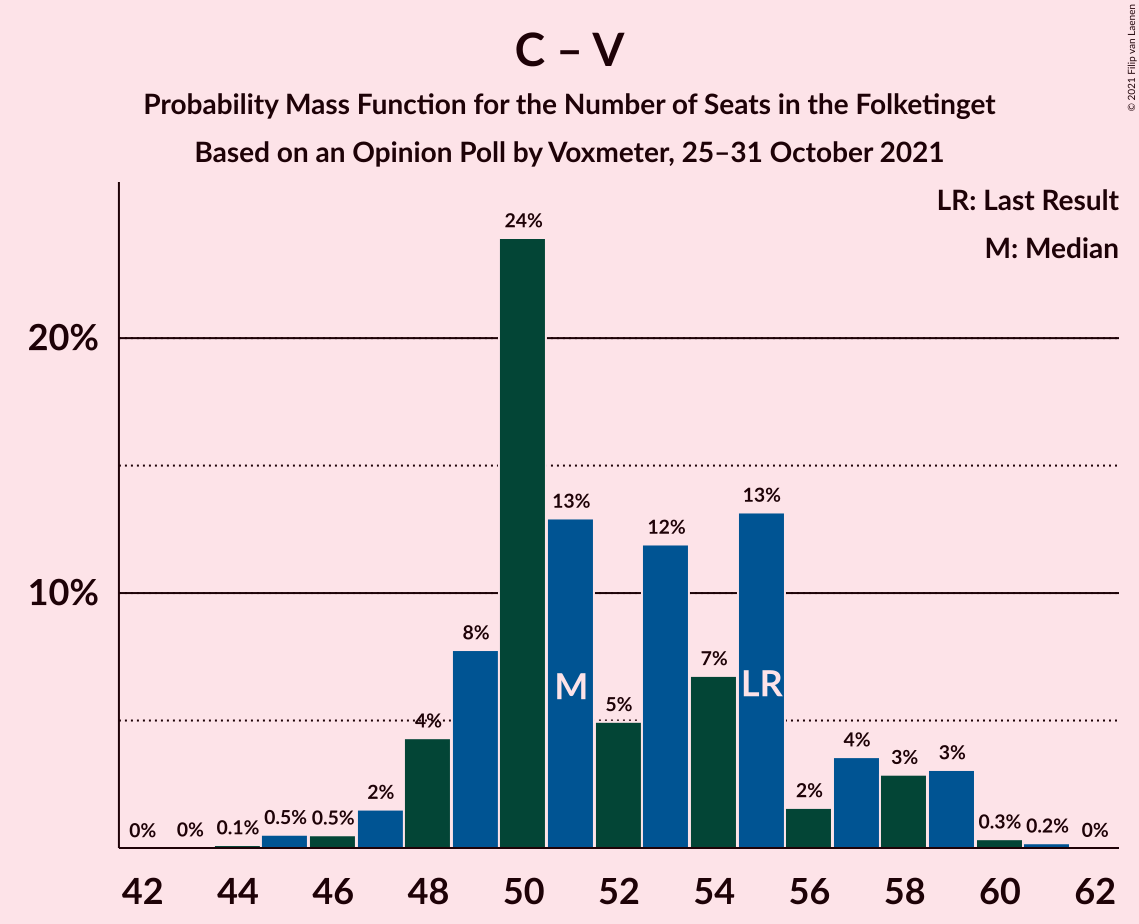 C – V
Probability Mass Function for the Number of Seats in the Folketinget
Based on an Opinion Poll by Voxmeter, 25–31 October 2021
© 2021 Filip van Laenen
LR: Last Result
M: Median
20%
10%
0%
0%
0.1%
0.5%
0.5%
2%
4%
8%
24%
13%
5%
12%
7%
13%
2%
4%
3%
3%
0.3%
0.2%
0%
M
LR
42 44 46 48 50 52 54 56 58 60 62